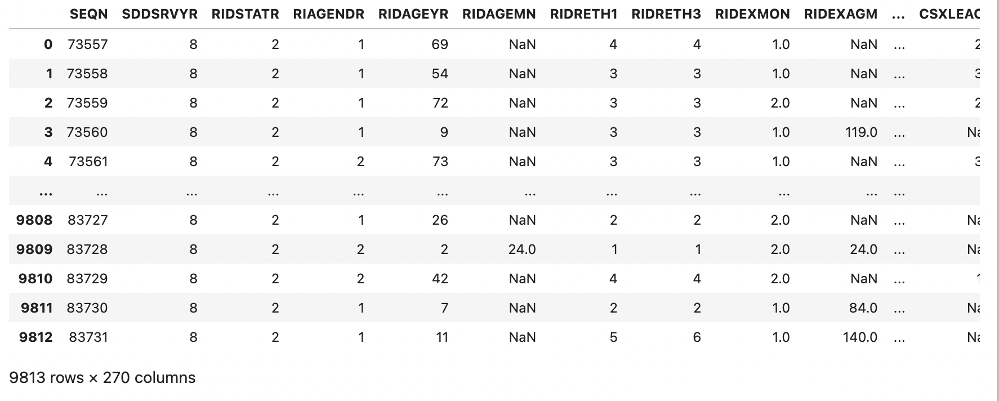 SEQN SDDSRVYR RIDSTATR RIAGENDR RIDAGEYR RIDAGEMN RIDRETH1 RIDRETH3 RIDEXMON RIDEXAGM ...
0 73557 8 2 1 69 NaN 4 4 1.0 NaN ... 2
1 73558 8 2 1 54 NaN 3 3 1.0 NaN ... 3
2 73559 8 2 1 72 NaN 3 3 2.0 NaN ... 2
3 73560 8 2 1 9 NaN 3 3 1.0 119.0 ...
4 73561 8 2 2 73 NaN 3 3 1.0 NaN ... 3
... ... ... ... ... ... ... ... ... ... ... ...
9808 83727 8 2 1 26 NaN 2 2 2.0 NaN ...
9809 83728 8 2 2 2 24.0 1 1 2.0 24.0 ...
9810 83729 8 2 2 42 NaN 4 4 2.0 NaN ...
9811 83730 8 2 1 7 NaN 2 2 1.0 84.0 ...
9812 83731 8 2 1 11 NaN 5 6 1.0 140.0 ...
9813 rows × 270 columns